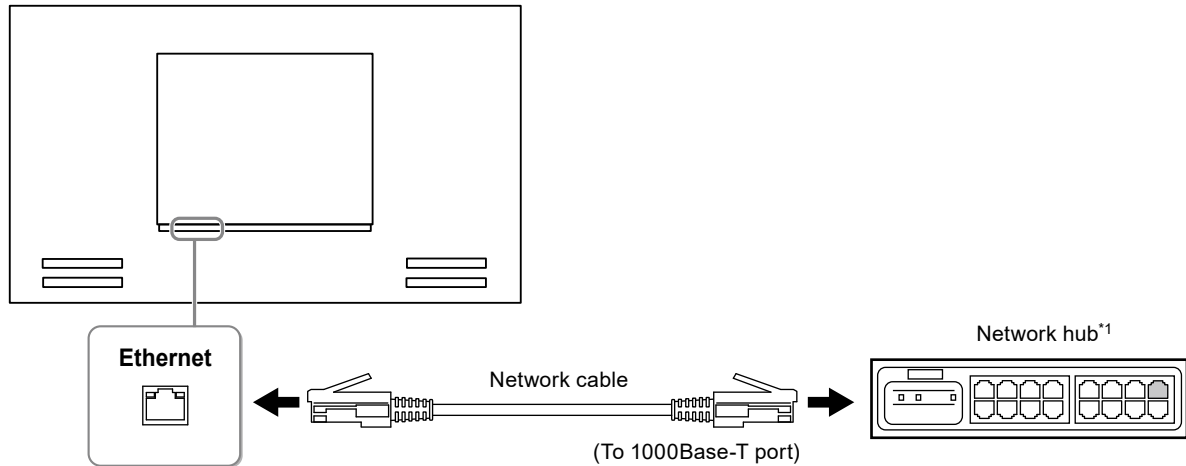 Ethernet
Network cable
(To 1000Base-T port)
Network hub*1